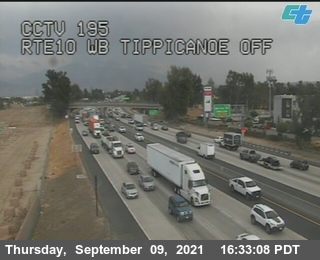 CCTV 195
RTE10 WB TIPPICANOE OFF
Thursday, September 09, 2021 16:33:08 PDT